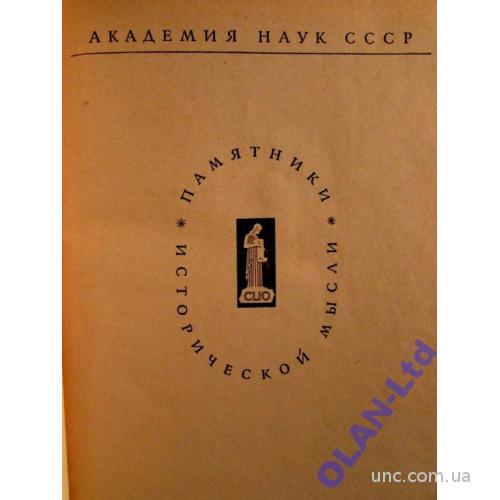 АКАДЕМИЯ НАУК СССР
* ПАМЯТНИКИ *
ИСТОРИЧЕСКОЙ МЫСЛИ
CLIO
OLAN-Ltd
unc.com.ua